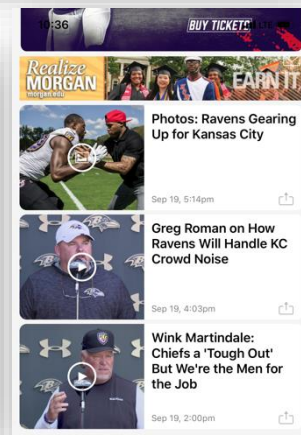 10:36
BUY TICKETS
LTE
Realize
MORGAN
morgan.edu
EARN IT
Photos: Ravens Gearing
Up for Kansas City
Sep 19, 5:14pm
Greg Roman on How
Ravens Will Handle KC
Crowd Noise
Sep 19, 4:03pm
Wink Martindale:
Chiefs a 'Tough Out'
But We're the Men for
the Job
Sep 19, 2:00pm